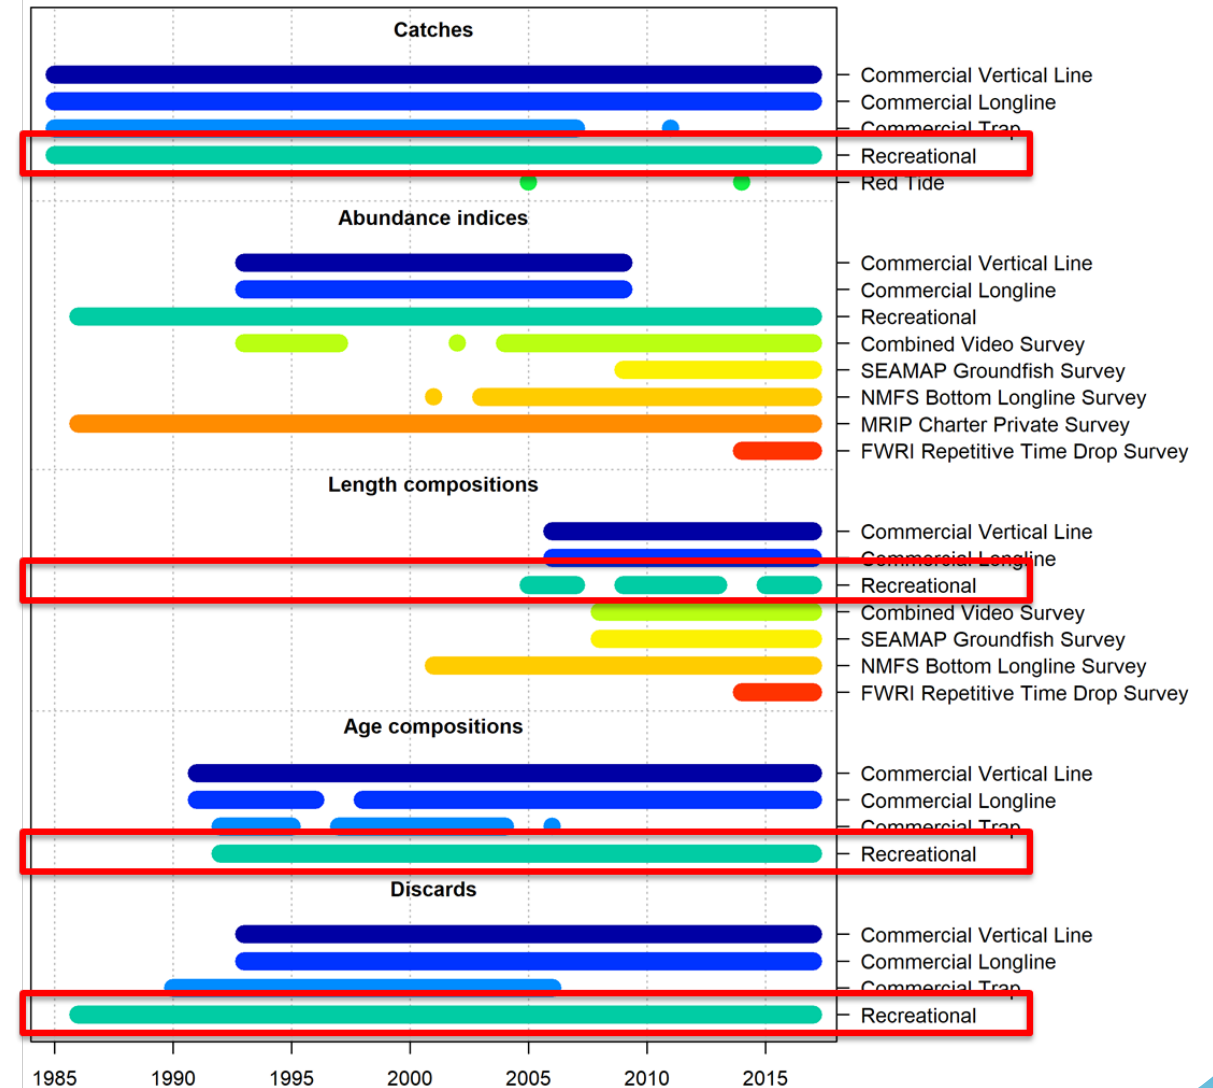 Catches
Commercial Vertical Line
Commercial Longline
Commercial Trap
Recreational
Red Tide
Abundance indices
Commercial Vertical Line
Commercial Longline
Recreational
Combined Video Survey
SEAMAP Groundfish Survey
NMFS Bottom Longline Survey
MRIP Charter Private Survey
FWRI Repetitive Time Drop Survey
Length compositions
Commercial Vertical Line
Commercial Longline
Recreational
Combined Video Survey
SEAMAP Groundfish Survey
NMFS Bottom Longline Survey
FWRI Repetitive Time Drop Survey
Age compositions
Commercial Vertical Line
Commercial Longline
Commercial Trap
Recreational
Discards
Commercial Vertical Line
Commercial Longline
Commercial Trap
Recreational
1985 1990 1995 2000 2005 2010 2015